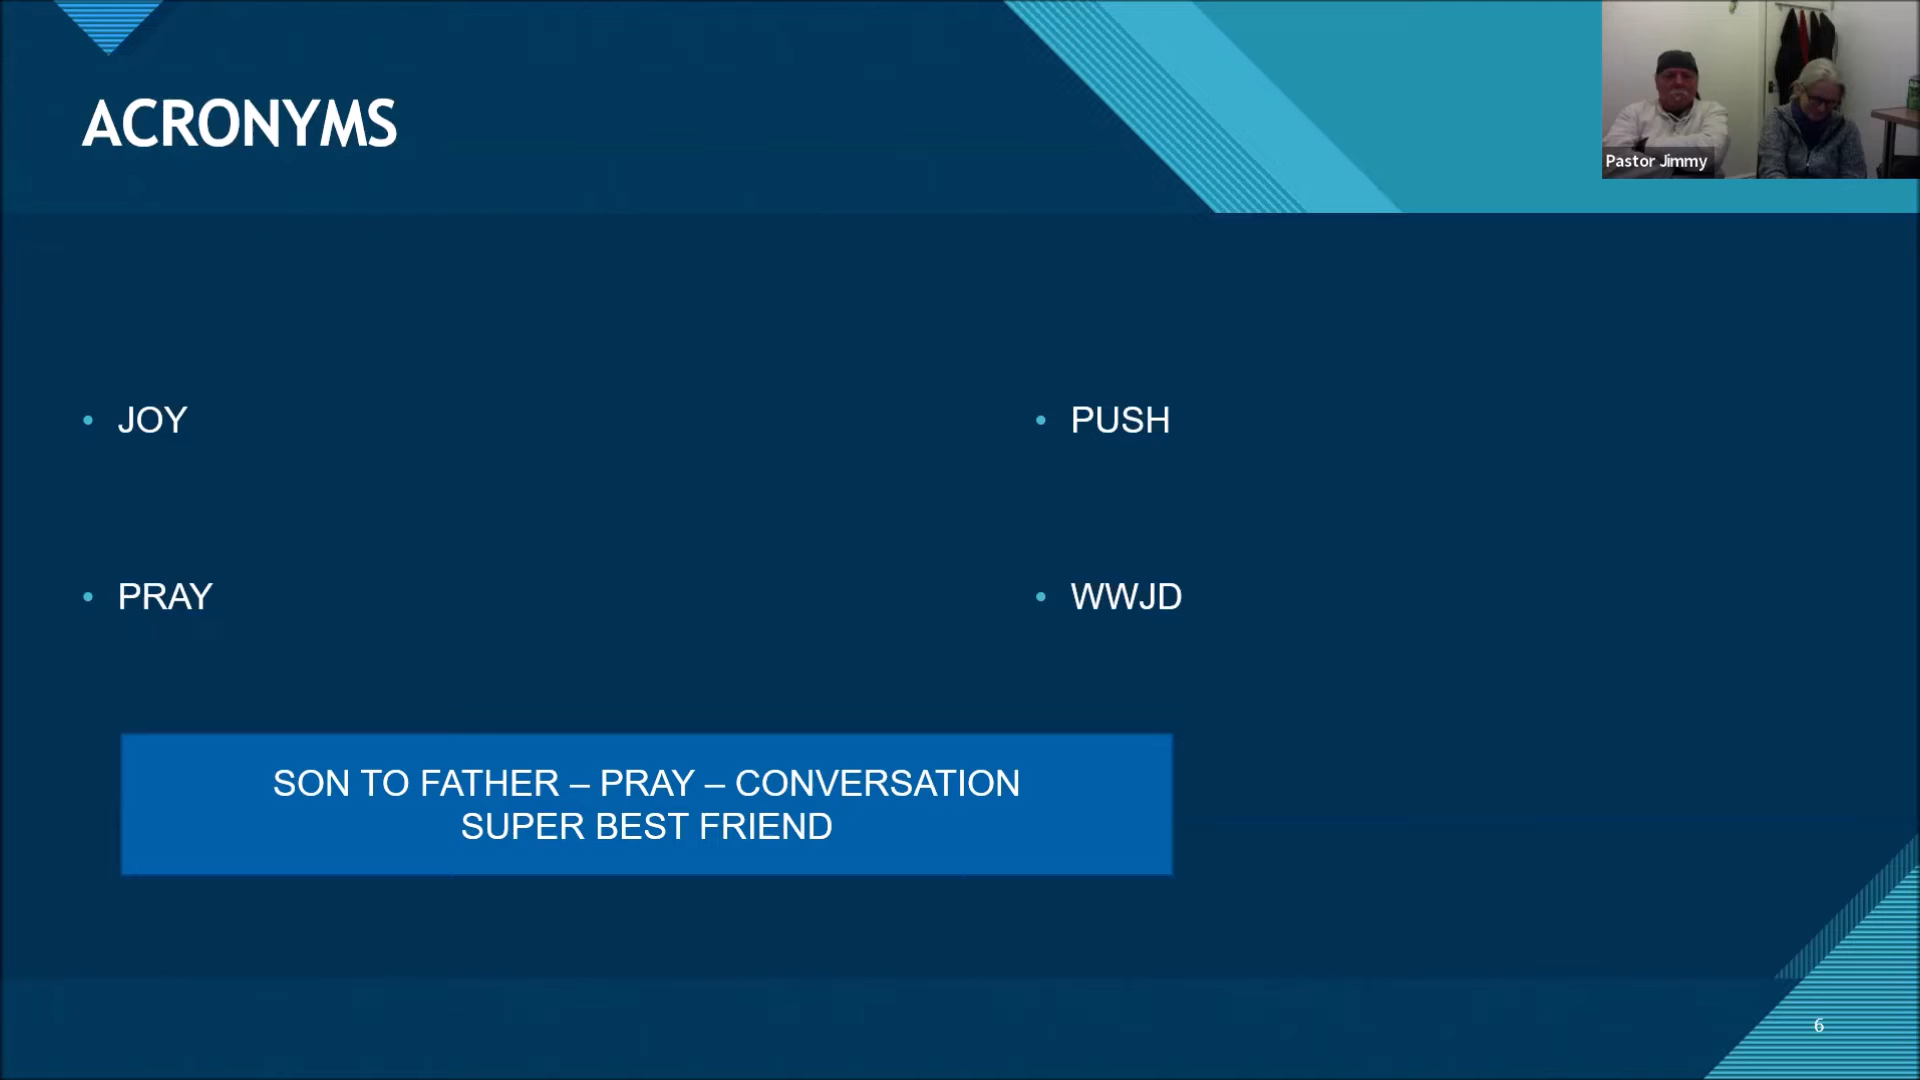 ACRONYMS
Pastor Jimmy
• JOY
• PUSH
• PRAY
• WWJD
SON TO FATHER – PRAY – CONVERSATION
SUPER BEST FRIEND
6